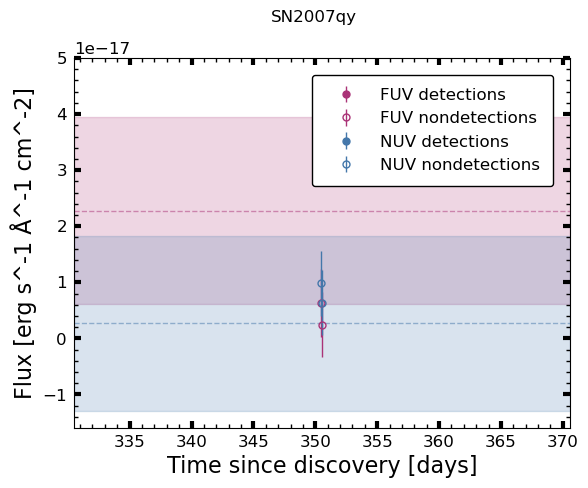 SN2007qy
1e−17
5
4
3
2
1
0
−1
FUV detections
FUV nondetections
NUV detections
NUV nondetections
335
340
345
350
355
360
365
370
Time since discovery [days]
Flux [erg s^-1 Å^-1 cm^-2]